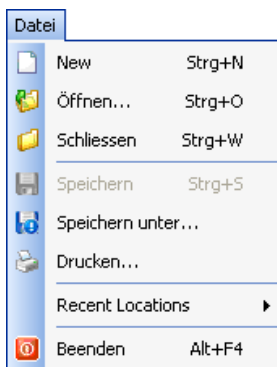 Datei
New Strg+N
Öffnen... Strg+O
Schliessen Strg+W
Speichern Strg+S
Speichern unter...
Drucken...
Recent Locations
Beenden Alt+F4